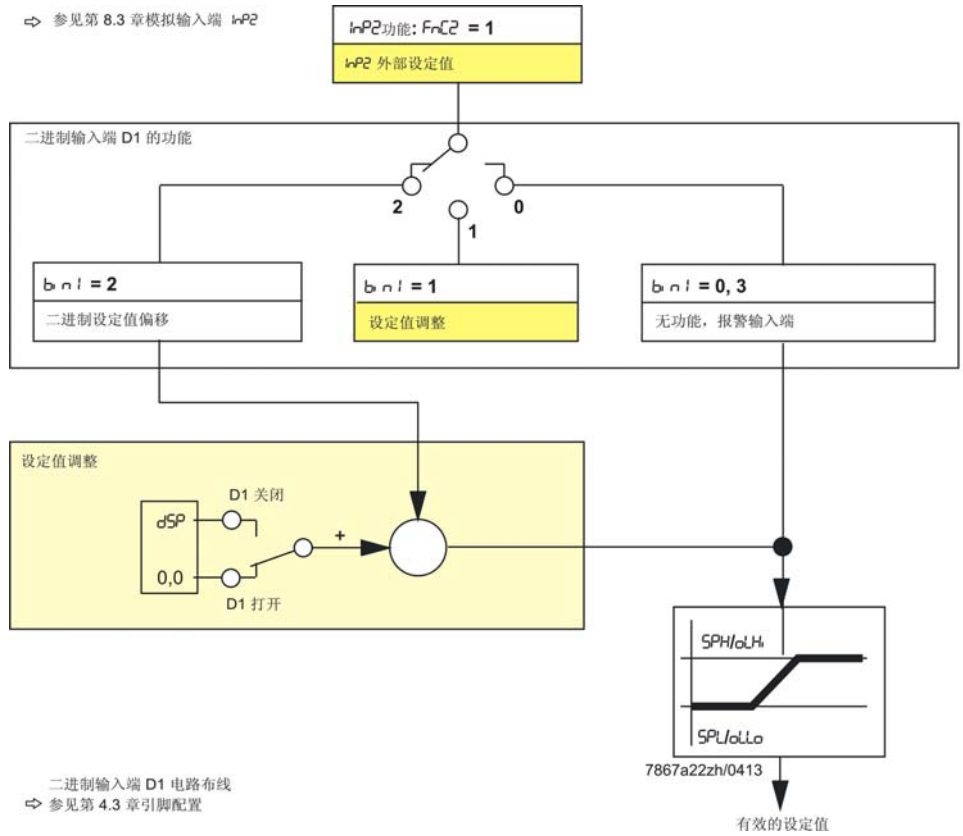 ⇨ 参见第 8.3 章模拟输入端 InP2
InP2功能: FnC2 = 1
InP2 外部设定值
二进制输入端 D1 的功能
2
0
1
bin1 = 2
二进制设定值偏移
bin1 = 1
设定值调整
bin1 = 0, 3
无功能，报警输入端
设定值调整
D1 关闭
dSP
+
0,0
D1 打开
SPH/oLHi
SPL/oLLo
7867a22zh/0413
二进制输入端 D1 电路布线
⇨ 参见第 4.3 章引脚配置
有效的设定值